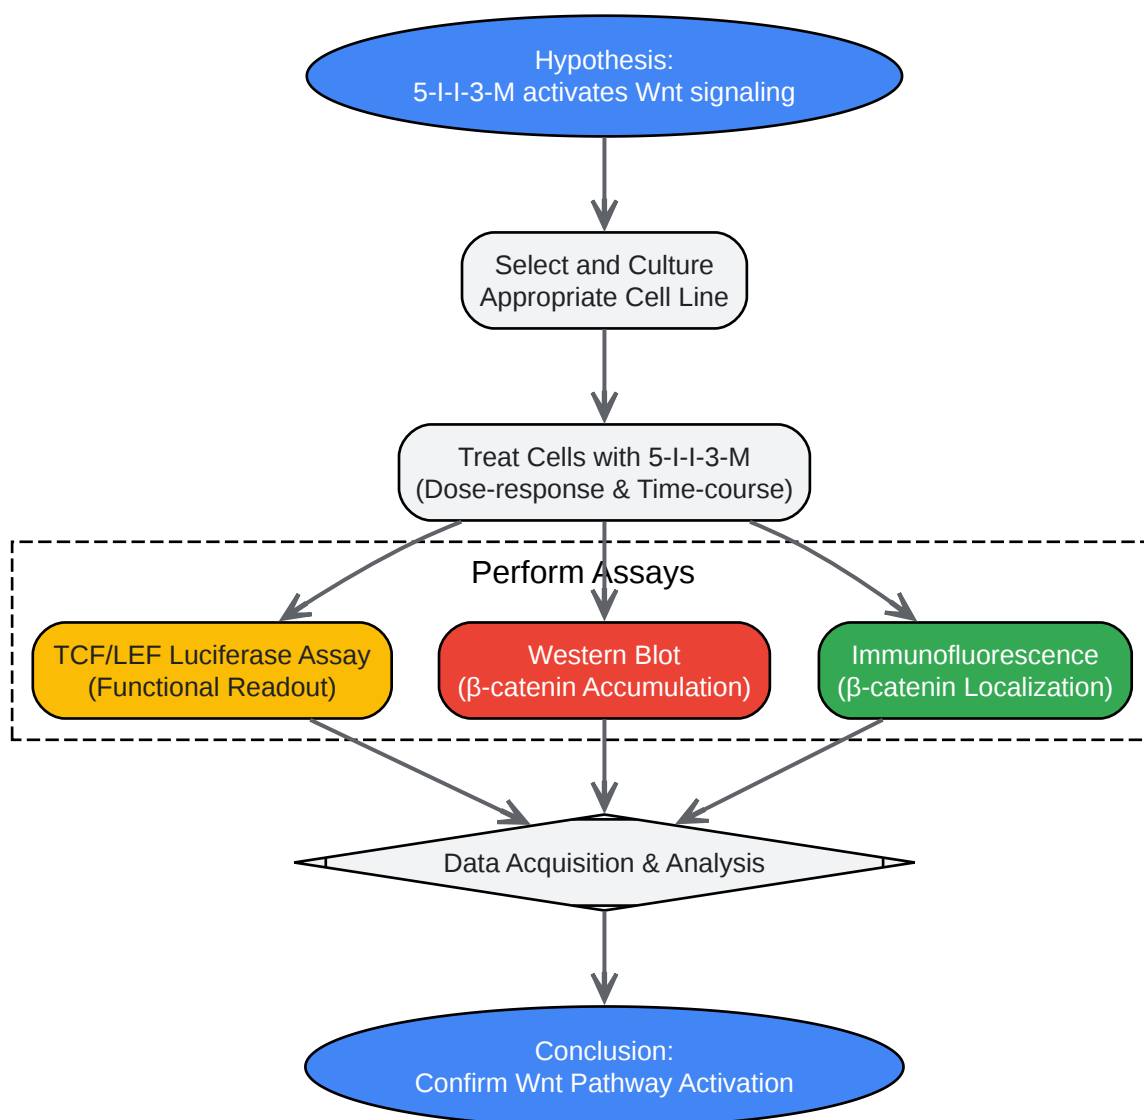 Hypothesis:
5-I-I-3-M activates Wnt signaling
Select and Culture
Appropriate Cell Line
Treat Cells with 5-I-I-3-M
(Dose-response & Time-course)
Perform Assays
TCF/LEF Luciferase Assay
(Functional Readout)
Western Blot
(β-catenin Accumulation)
Immunofluorescence
(β-catenin Localization)
Data Acquisition & Analysis
Conclusion:
Confirm Wnt Pathway Activation